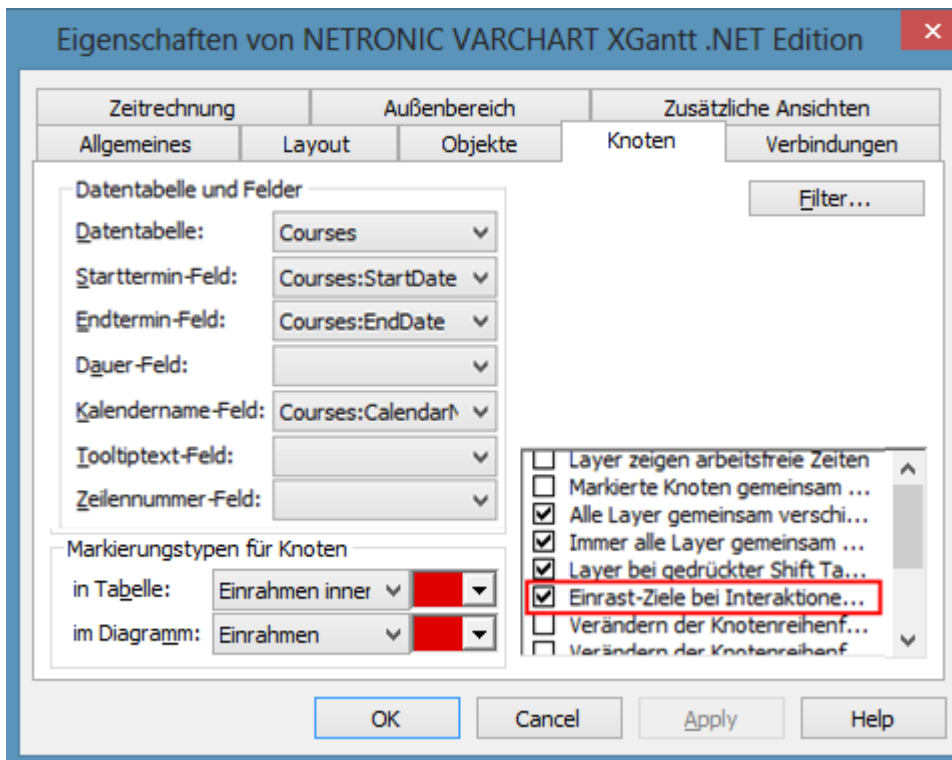 Eigenschaften von NETRONIC VARCHART XGantt .NET Edition
Zeitrechnung Außenbereich Zusätzliche Ansichten
Allgemeines Layout Objekte Knoten Verbindungen
Datentabelle und Felder
Filter...
Datentabelle: Courses
Starttermin-Feld: Courses:StartDate
Endtermin-Feld: Courses:EndDate
Dauer-Feld:
Kalendername-Feld: Courses:CalendarN
Tooltiptext-Feld:
Zeilennummer-Feld:
Markierungstypen für Knoten
in Tabelle: Einrahmen inner
im Diagramm: Einrahmen
Layer zeigen arbeitsfreie Zeiten
Markierte Knoten gemeinsam ...
Alle Layer gemeinsam verschi...
Immer alle Layer gemeinsam ...
Layer bei gedrückter Shift Ta...
Einrast-Ziele bei Interaktione...
Verändern der Knotenreihenf...
Verändern der Knotenreihenf
OK Cancel Apply Help